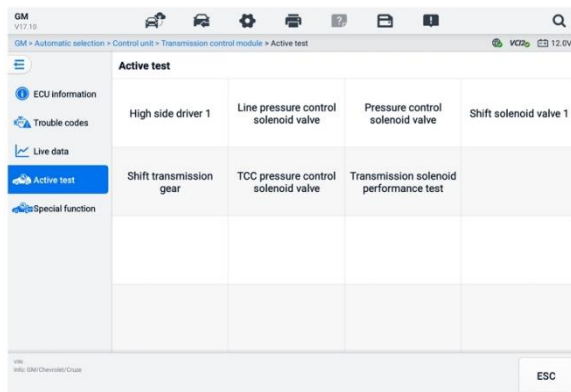 GM
V17.10
GM > Automatic selection > Control unit > Transmission control module > Active test
VCI 12.0V
Active test
ECU information
Trouble codes
Live data
Active test
Special function
High side driver 1
Line pressure control
solenoid valve
Pressure control
solenoid valve
Shift solenoid valve 1
Shift transmission
gear
TCC pressure control
solenoid valve
Transmission solenoid
performance test
VIN
Info: GM/Chevrolet/Cruze
ESC